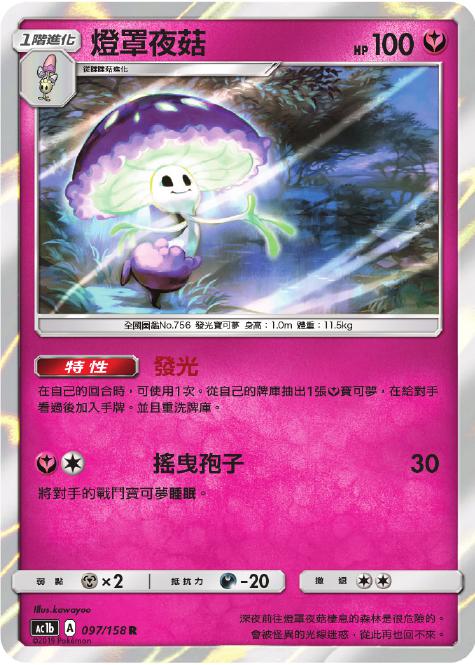 1階進化
燈罩夜菇
HP 100
從睡睡菇進化
全國圖鑑No.756 發光寶可夢 身高：1.0m 體重：11.5kg
特性 發光
在自己的回合時，可使用1次。從自己的牌庫抽出1張寶可夢，在給對手
看過後加入手牌。並且重洗牌庫。
搖曳孢子 30
將對手的戰鬥寶可夢睡眠。
弱點 ×2 抵抗力 -20 撤退
Illus.kawayoo
AC1b A 097/158 R
©2019 Pokémon
深夜前往燈罩夜菇棲息的森林是很危險的。
會被怪異的光線迷惑，從此再也回不來。